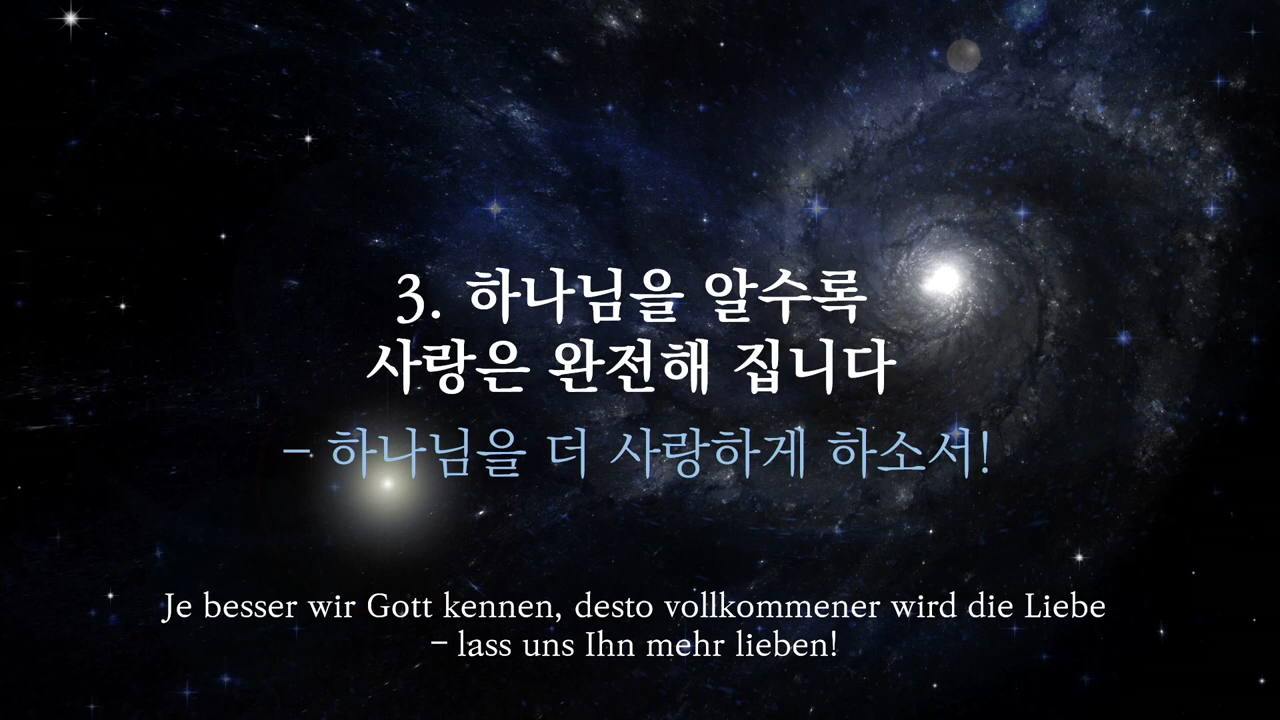 3. 하나님을 알수록
사랑은 완전해 집니다
– 하나님을 더 사랑하게 하소서!
Je besser wir Gott kennen, desto vollkommener wird die Liebe
– lass uns Ihn mehr lieben!